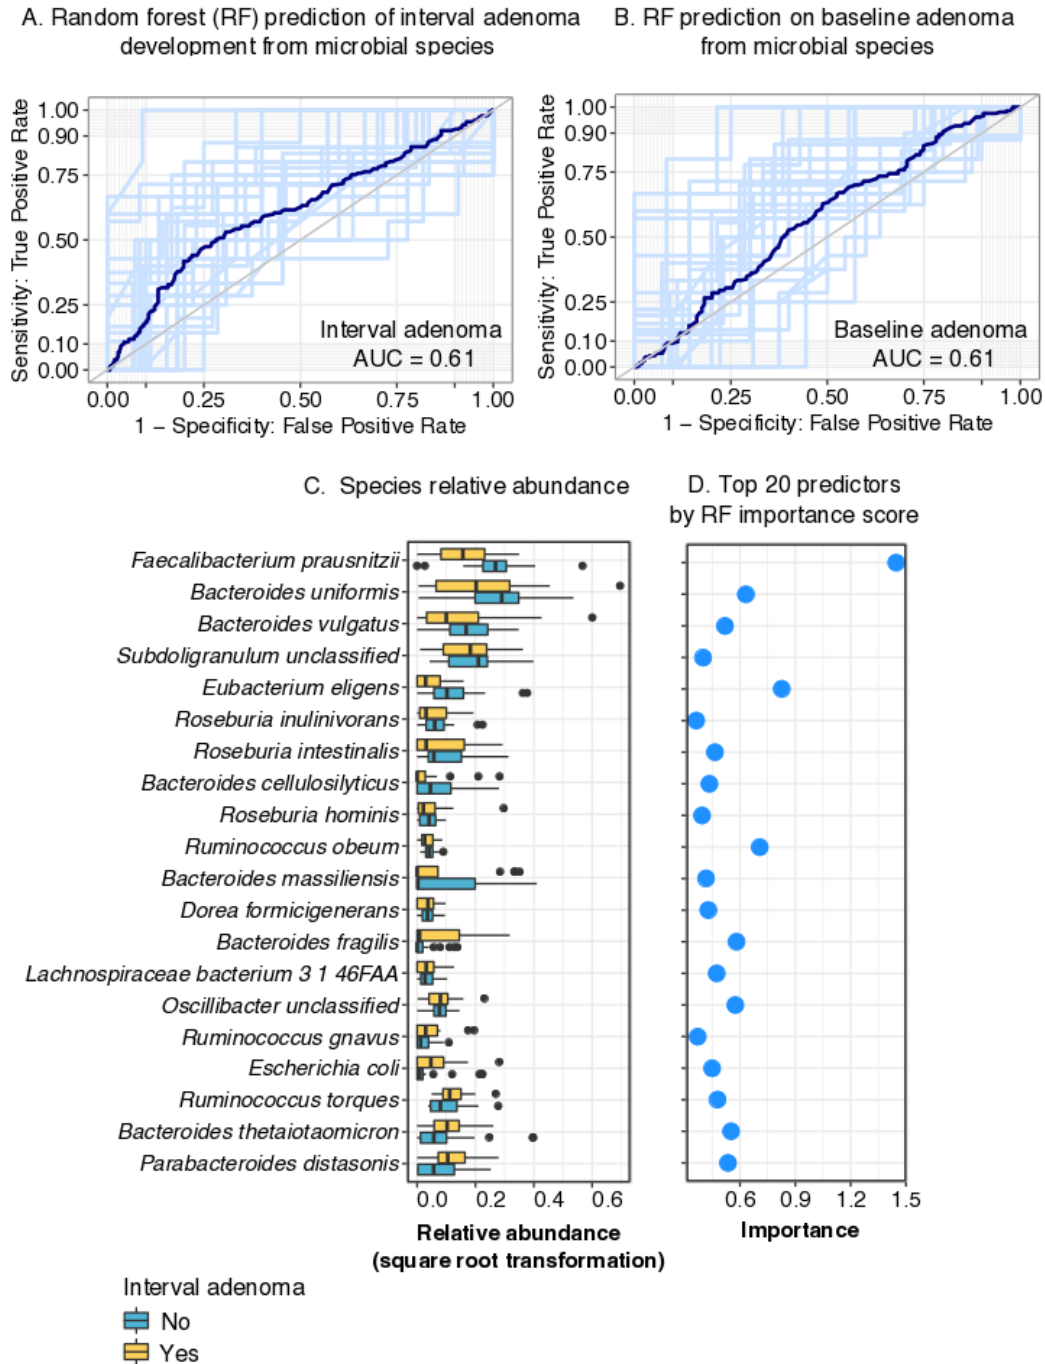 A. Random forest (RF) prediction of interval adenoma
development from microbial species
B. RF prediction on baseline adenoma
from microbial species
Sensitivity: True Positive Rate
1.00
0.90
0.75
0.50
0.25
0.10
0.00
Interval adenoma
AUC = 0.61
0.00 0.25 0.50 0.75 1.00
1 – Specificity: False Positive Rate
Sensitivity: True Positive Rate
1.00
0.90
0.75
0.50
0.25
0.10
0.00
Baseline adenoma
AUC = 0.61
0.00 0.25 0.50 0.75 1.00
1 – Specificity: False Positive Rate
C. Species relative abundance
D. Top 20 predictors
by RF importance score
Faecalibacterium prausnitzii
Bacteroides uniformis
Bacteroides vulgatus
Subdoligranulum unclassified
Eubacterium eligens
Roseburia inulinivorans
Roseburia intestinalis
Bacteroides cellulosilyticus
Roseburia hominis
Ruminococcus obeum
Bacteroides massiliensis
Dorea formicigenerans
Bacteroides fragilis
Lachnospiraceae bacterium 3 1 46FAA
Oscillibacter unclassified
Ruminococcus gnavus
Escherichia coli
Ruminococcus torques
Bacteroides thetaiotaomicron
Parabacteroides distasonis
0.0 0.2 0.4 0.6
Relative abundance
(square root transformation)
0.6 0.9 1.2 1.5
Importance
Interval adenoma
No
Yes